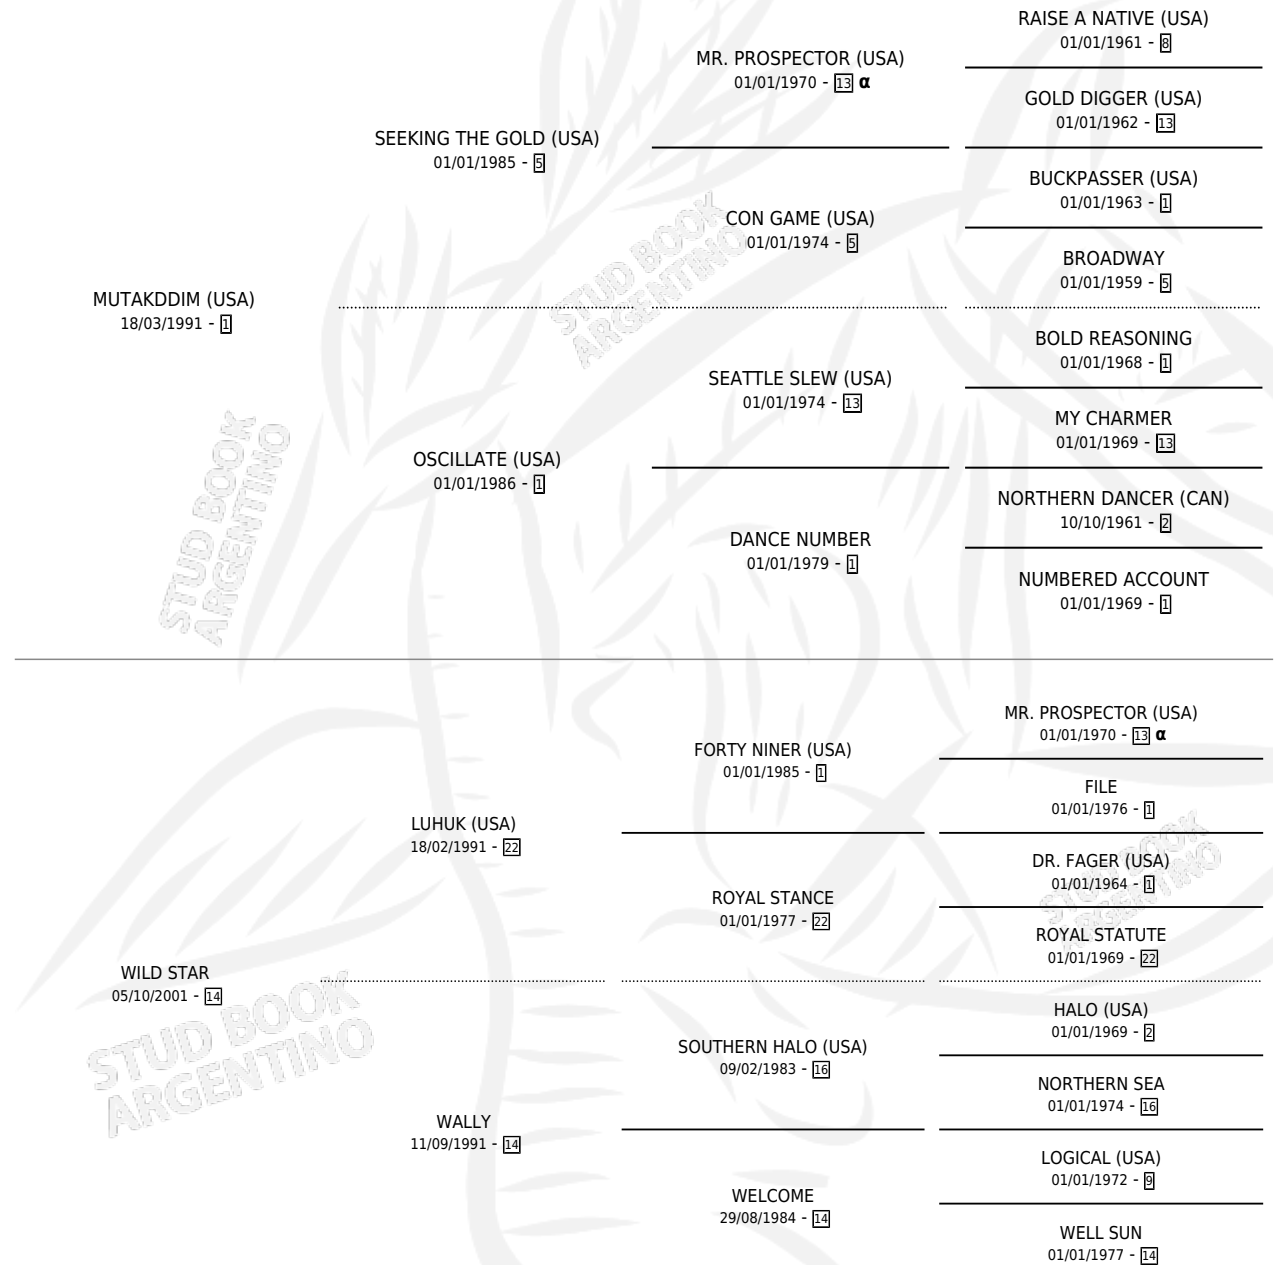 RAISE A NATIVE (USA)
01/01/1961 - 8
MR. PROSPECTOR (USA)
01/01/1970 - 13 α
GOLD DIGGER (USA)
01/01/1962 - 13
SEEKING THE GOLD (USA)
01/01/1985 - 5
BUCKPASSER (USA)
01/01/1963 - 1
CON GAME (USA)
01/01/1974 - 5
BROADWAY
01/01/1959 - 5
MUTAKDDIM (USA)
18/03/1991 - 1
BOLD REASONING
01/01/1968 - 1
SEATTLE SLEW (USA)
01/01/1974 - 13
MY CHARMER
01/01/1969 - 13
OSCILLATE (USA)
01/01/1986 - 1
NORTHERN DANCER (CAN)
10/10/1961 - 2
DANCE NUMBER
01/01/1979 - 1
NUMBERED ACCOUNT
01/01/1969 - 1
STUD BOOK
ARGENTINO
STUD BOOK
ARGENTINO
MR. PROSPECTOR (USA)
01/01/1970 - 13 α
FORTY NINER (USA)
01/01/1985 - 1
FILE
01/01/1976 - 1
LUHUK (USA)
18/02/1991 - 22
DR. FAGER (USA)
01/01/1964 - 1
ROYAL STANCE
01/01/1977 - 22
ROYAL STATUTE
01/01/1969 - 22
WILD STAR
05/10/2001 - 14
HALO (USA)
01/01/1969 - 2
SOUTHERN HALO (USA)
09/02/1983 - 16
NORTHERN SEA
01/01/1974 - 16
WALLY
11/09/1991 - 14
LOGICAL (USA)
01/01/1972 - 9
WELCOME
29/08/1984 - 14
WELL SUN
01/01/1977 - 14
STUD BOOK
ARGENTINO
STUD BOOK
ARGENTINO